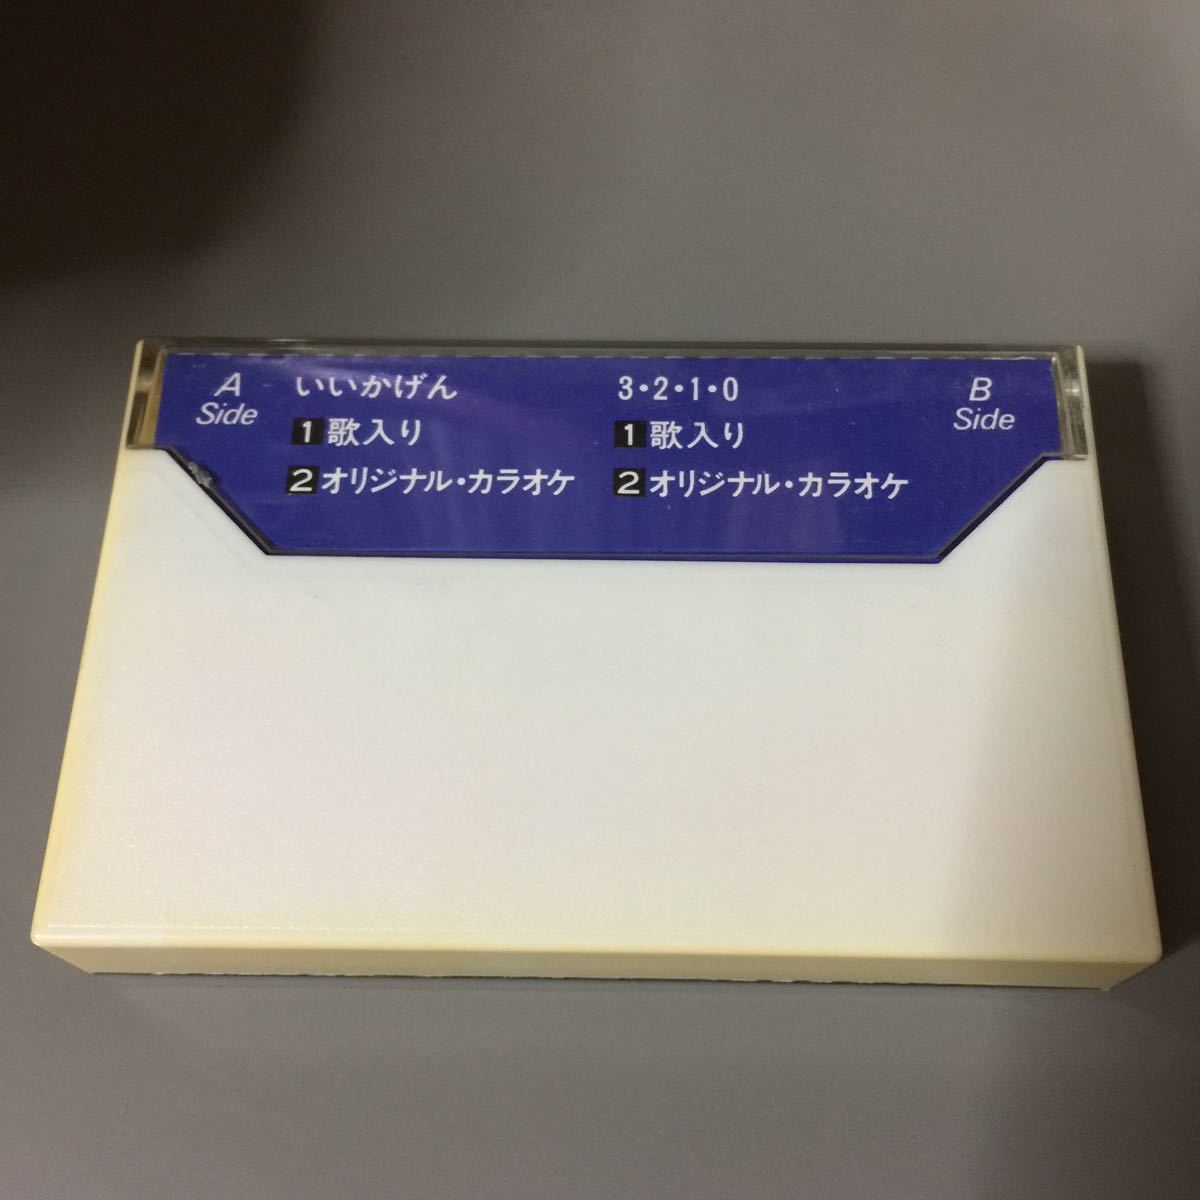 A Side
いいかげん
1 歌入り
2 オリジナル・カラオケ
3・2・1・0
1 歌入り
2 オリジナル・カラオケ
B Side